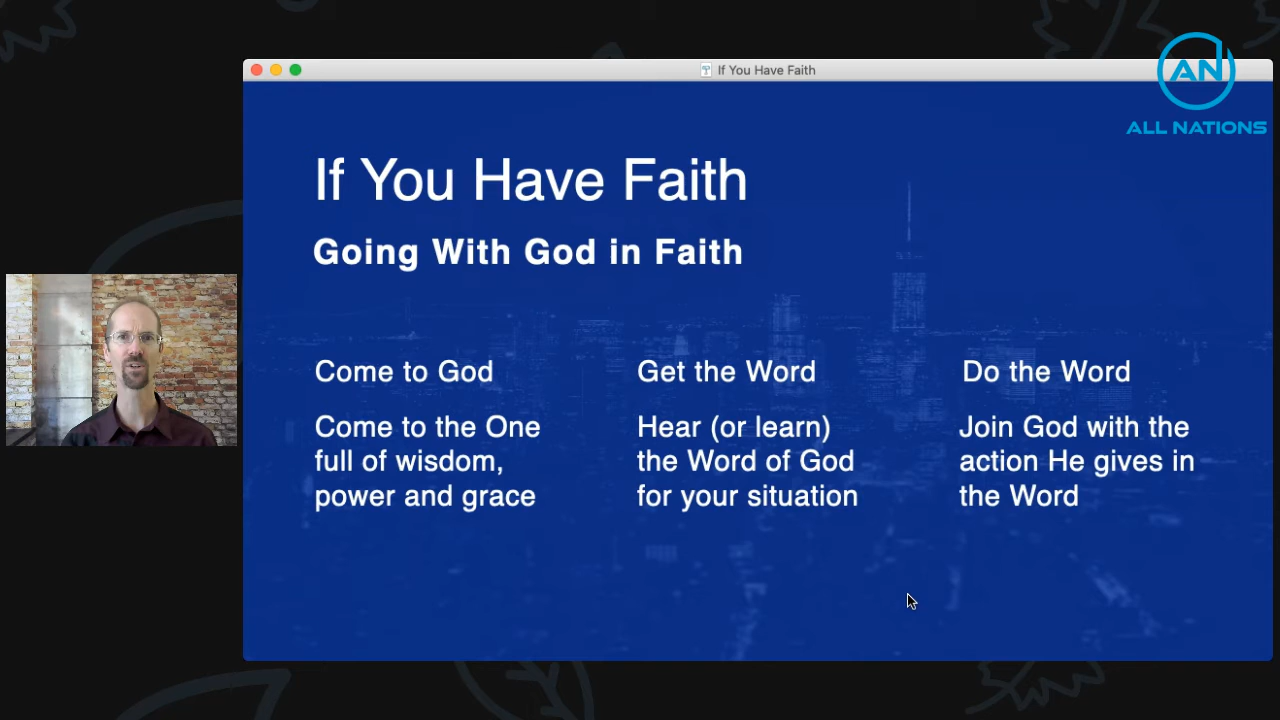 If You Have Faith
AN
ALL NATIONS
If You Have Faith
Going With God in Faith
Come to God
Come to the One
full of wisdom,
power and grace
Get the Word
Hear (or learn)
the Word of God
for your situation
Do the Word
Join God with the
action He gives in
the Word